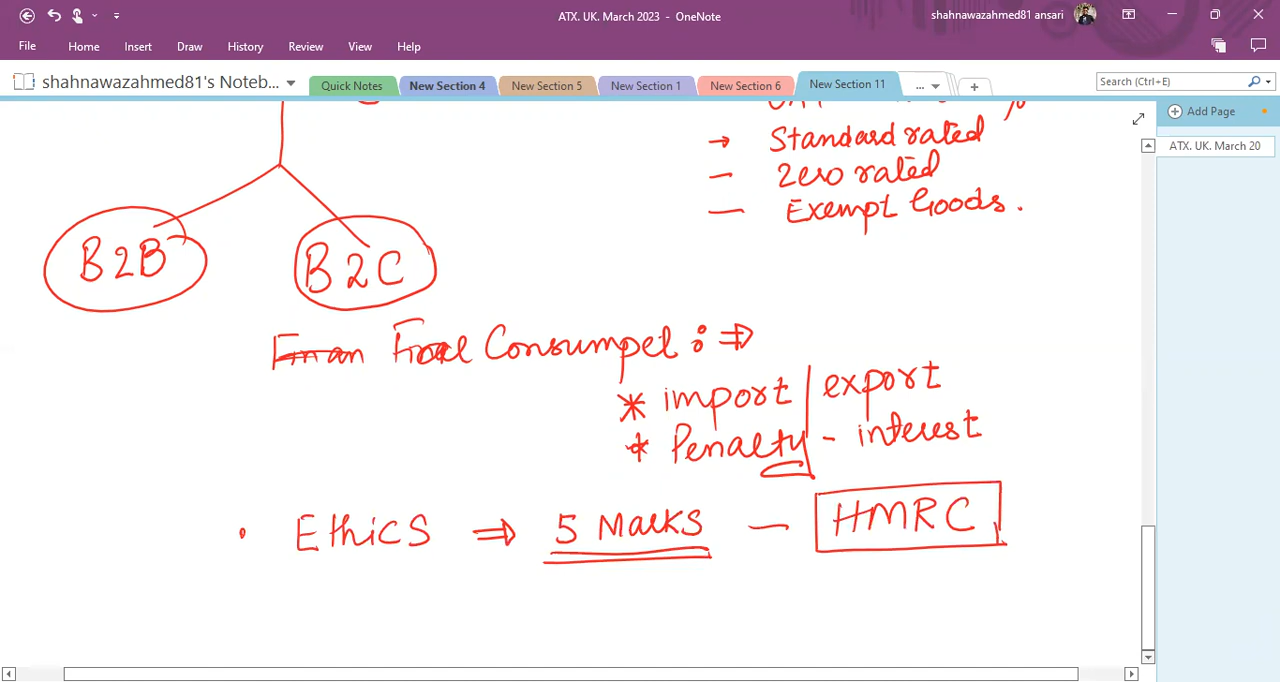 ATX. UK. March 2023 - OneNote
shahnawazahmed81 ansari
File Home Insert Draw History Review View Help
shahnawazahmed81's Noteb... Quick Notes New Section 4 New Section 5 New Section 1 New Section 6 New Section 11 ... +
Search (Ctrl+E)
Add Page
ATX. UK. March 20
→ Standard rated
— Zero rated
— Exempt Goods.
B2B B2C
Consumpel : ⇒
* import | export
* Penalty - interest
• Ethics ⇒ 5 Marks — HMRC